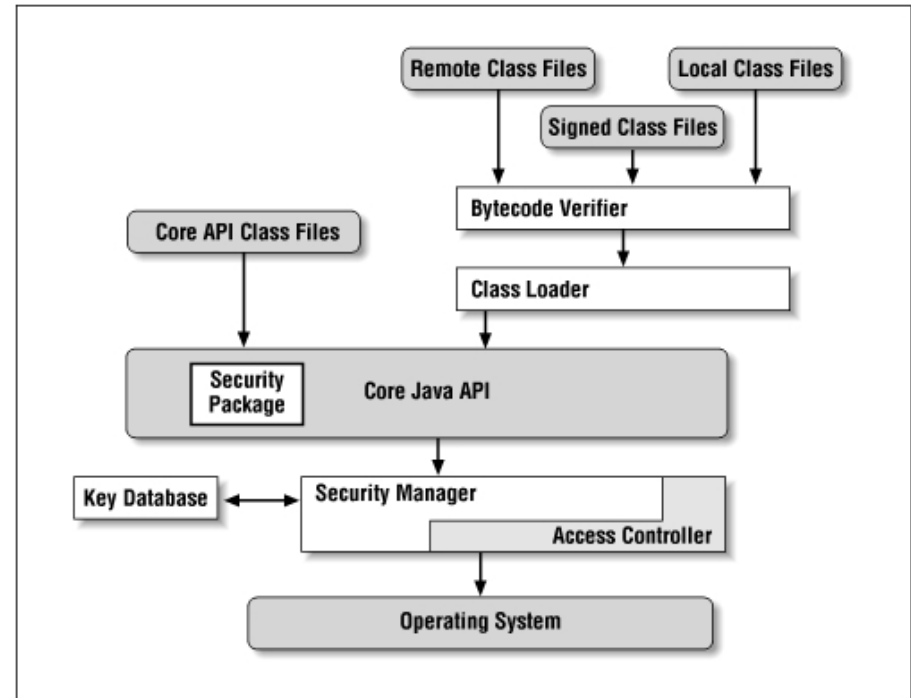 Remote Class Files
Local Class Files
Signed Class Files
Bytecode Verifier
Core API Class Files
Class Loader
Security
Package
Core Java API
Key Database
Security Manager
Access Controller
Operating System